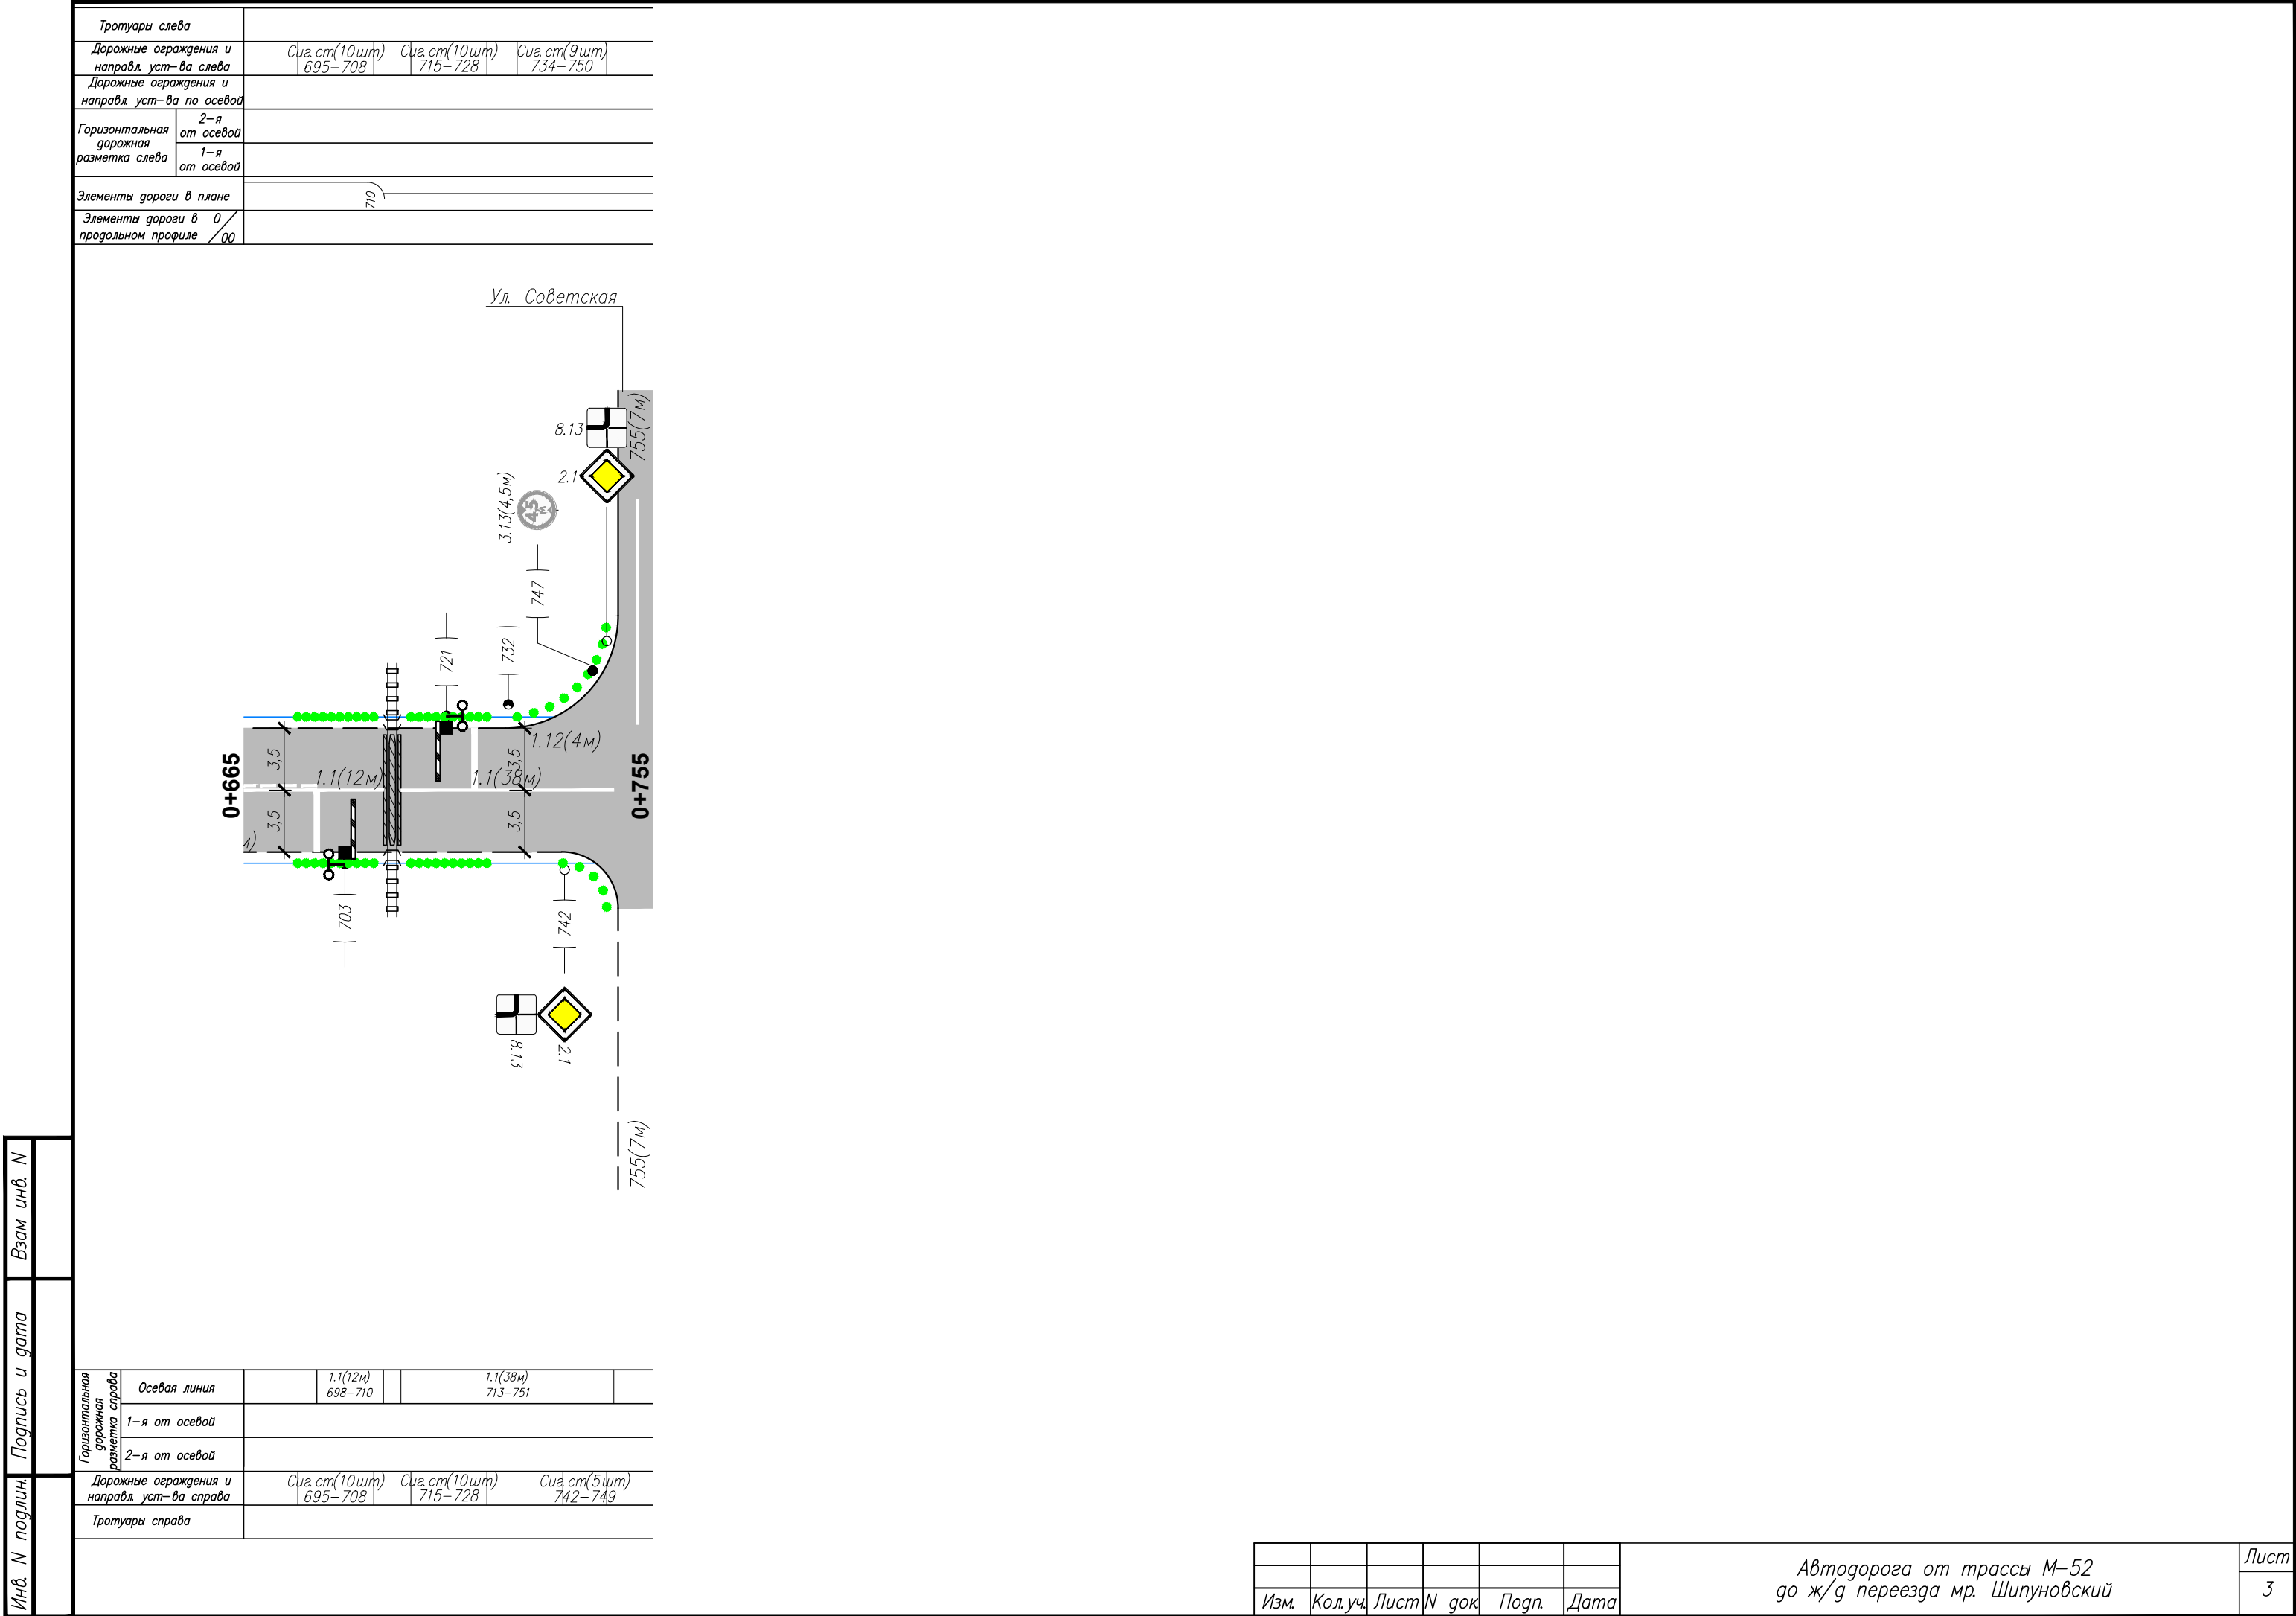 Тротуары слева
Дорожные ограждения и
направл. уст-ва слева
Сиг.ст(10шт)
695-708
Сиг.ст(10шт)
715-728
Сиг.ст(9шт)
734-750
Дорожные ограждения и
направл. уст-ва по осевой
Горизонтальная
дорожная
разметка слева
2-я
от осевой
1-я
от осевой
Элементы дороги в плане
710
Элементы дороги в
продольном профиле
0/00
Ул. Советская
755(7м)
8.13
2.1
3.13(4,5м)
4.5
м
747
721
732
1.12(4м)
3,5
3,5
1.1(12м)
1.1(38м)
0+665
0+755
3,5
3,5
м)
703
742
8.13
2.1
755(7м)
Горизонтальная
дорожная
разметка справа
Осевая линия
1.1(12м)
698-710
1.1(38м)
713-751
1-я от осевой
2-я от осевой
Дорожные ограждения и
направл. уст-ва справа
Сиг.ст(10шт)
695-708
Сиг.ст(10шт)
715-728
Сиг.ст(5шт)
742-749
Тротуары справа
Взам инв. N
Подпись и дата
Инв. N подлин.
Изм. Кол.уч. Лист N док. Подп. Дата
Автодорога от трассы М-52
до ж/д переезда мр. Шипуновский
Лист
3